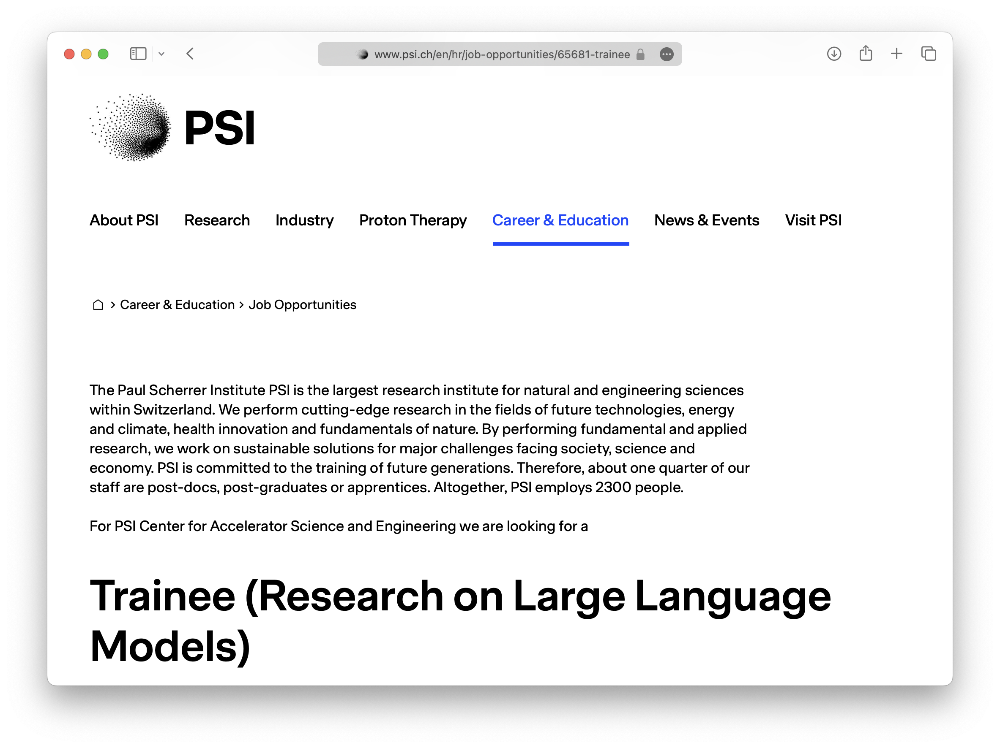 www.psi.ch/en/hr/job-opportunities/65681-trainee
PSI
About PSI Research Industry Proton Therapy Career & Education News & Events Visit PSI
> Career & Education > Job Opportunities
The Paul Scherrer Institute PSI is the largest research institute for natural and engineering sciences
within Switzerland. We perform cutting-edge research in the fields of future technologies, energy
and climate, health innovation and fundamentals of nature. By performing fundamental and applied
research, we work on sustainable solutions for major challenges facing society, science and
economy. PSI is committed to the training of future generations. Therefore, about one quarter of our
staff are post-docs, post-graduates or apprentices. Altogether, PSI employs 2300 people.
For PSI Center for Accelerator Science and Engineering we are looking for a
Trainee (Research on Large Language
Models)